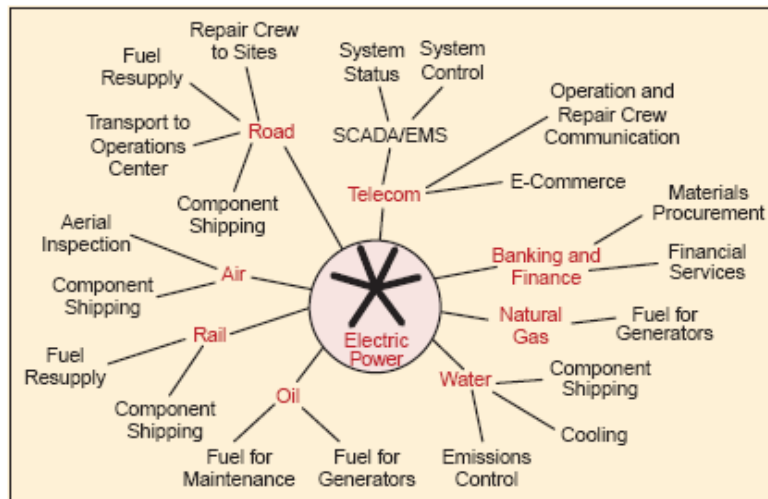 Repair Crew
to Sites
Fuel
Resupply
Transport to
Operations
Center
Road
Component
Shipping
System
Status
System
Control
SCADA/EMS
Operation and
Repair Crew
Communication
Telecom
E-Commerce
Materials
Procurement
Banking and
Finance
Financial
Services
Aerial
Inspection
Air
Component
Shipping
Natural
Gas
Fuel for
Generators
Electric
Power
Rail
Fuel
Resupply
Component
Shipping
Oil
Fuel for
Maintenance
Fuel for
Generators
Water
Component
Shipping
Cooling
Emissions
Control